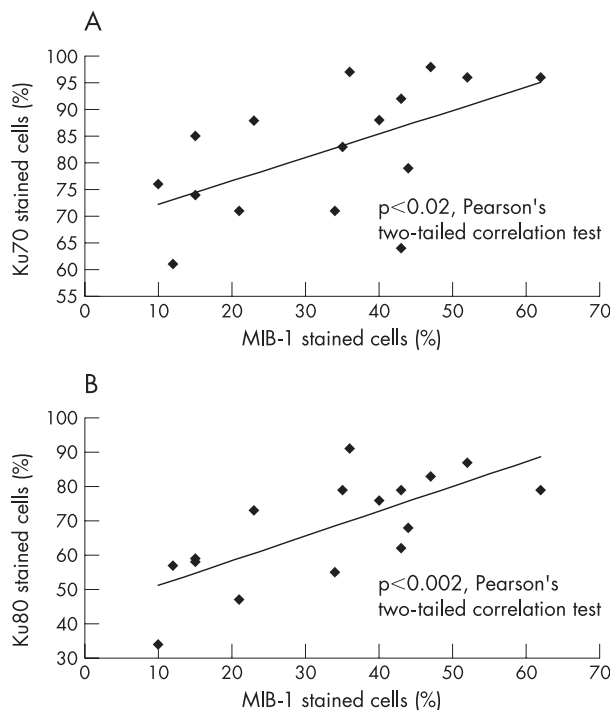 A
100
95
90
85
80
75
70
65
60
55
Ku70 stained cells (%)
p<0.02, Pearson's
two-tailed correlation test
0 10 20 30 40 50 60 70
MIB-1 stained cells (%)
B
100
90
80
70
60
50
40
30
Ku80 stained cells (%)
p<0.002, Pearson's
two-tailed correlation test
0 10 20 30 40 50 60 70
MIB-1 stained cells (%)